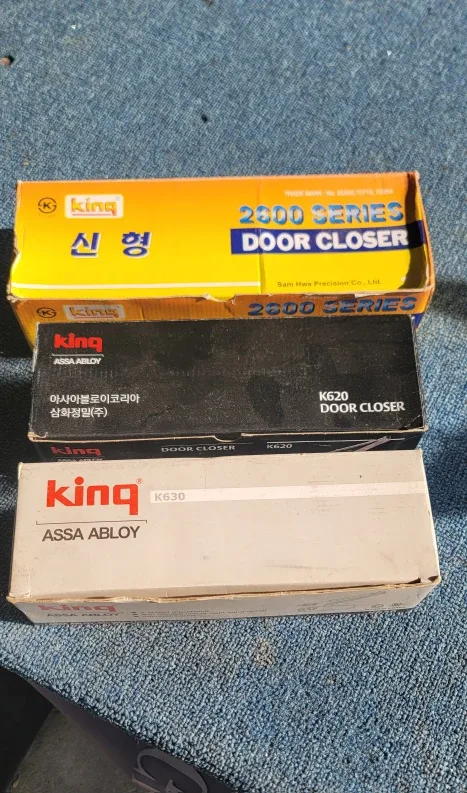 K
king
2600 SERIES
신형
DOOR CLOSER
Sam Hwa Precision Co., Ltd.
K
king
2600 SERIES
king
ASSA ABLOY
아사아블로이코리아
삼화정밀(주)
K620
DOOR CLOSER
king
DOOR CLOSER
K620
king®
K630
ASSA ABLOY
king
ASSA ABLOY